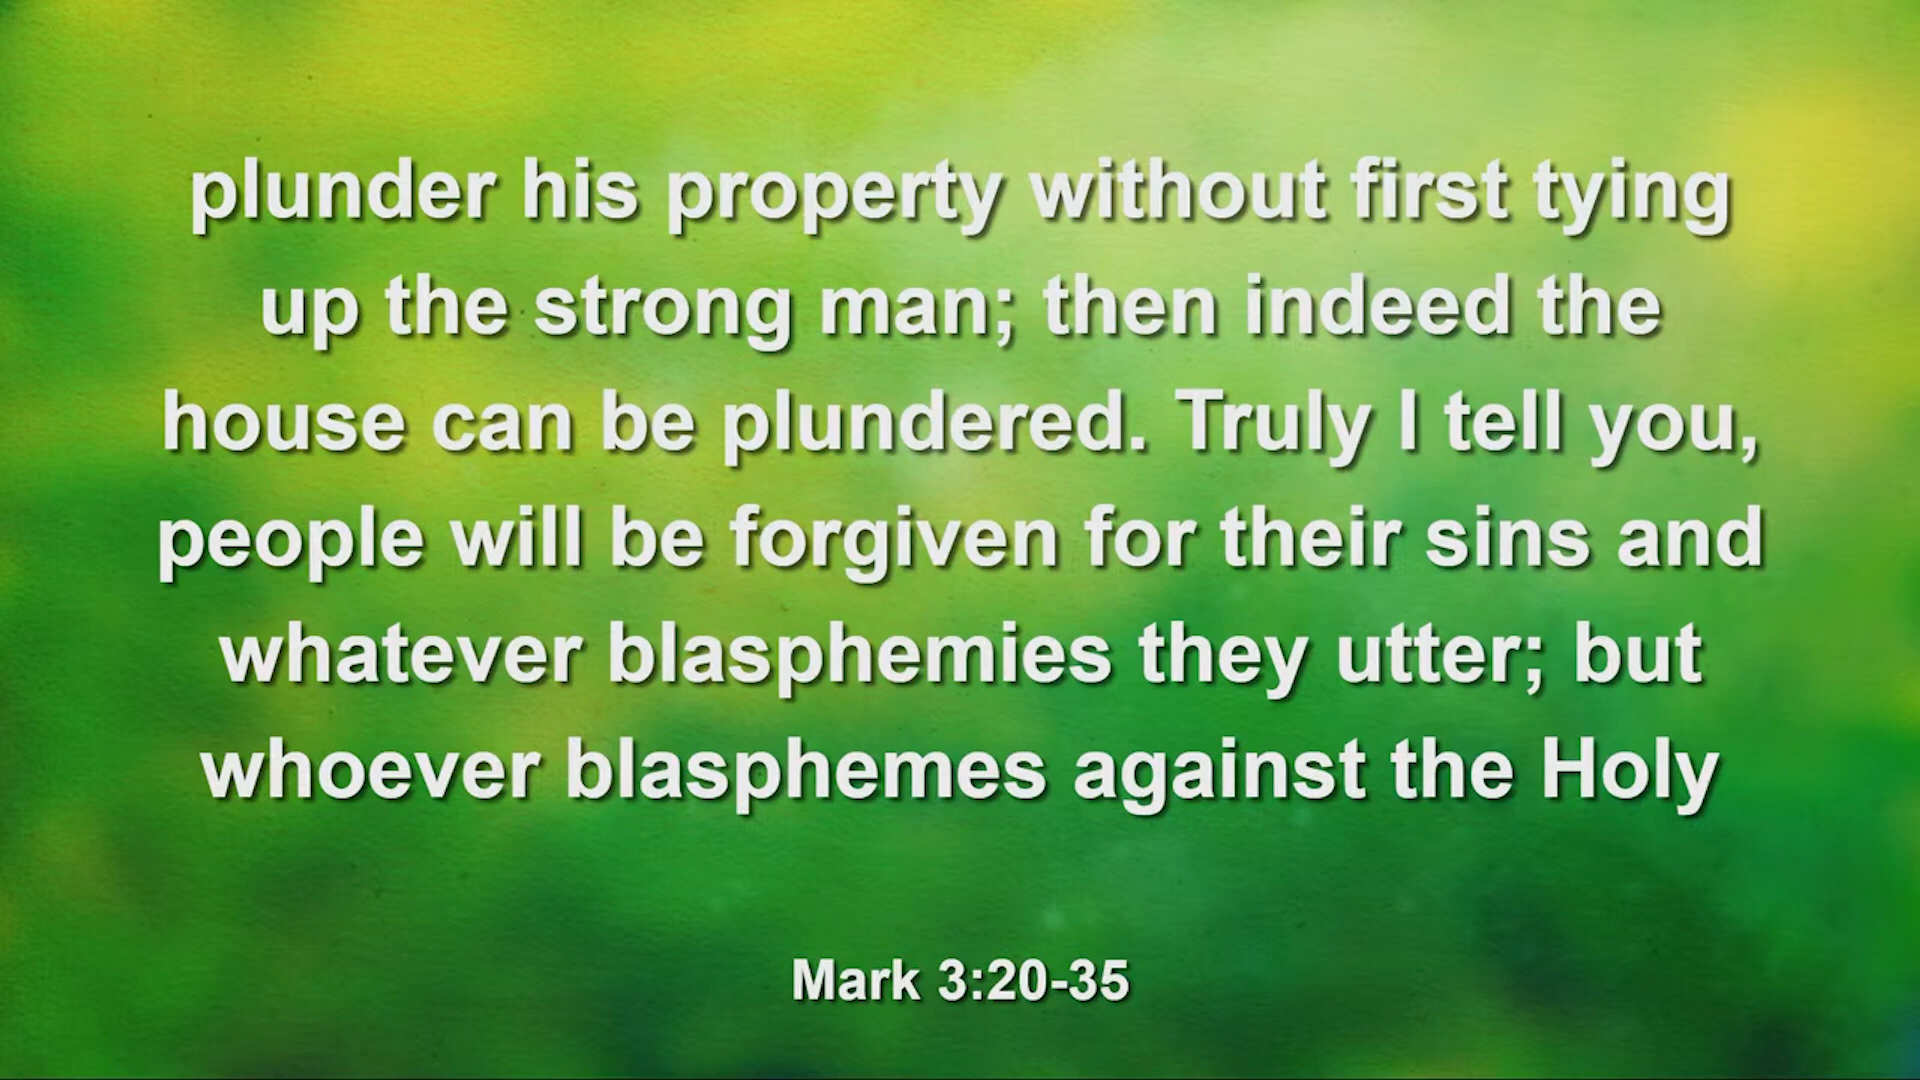 plunder his property without first tying
up the strong man; then indeed the
house can be plundered. Truly I tell you,
people will be forgiven for their sins and
whatever blasphemies they utter; but
whoever blasphemes against the Holy
Mark 3:20-35